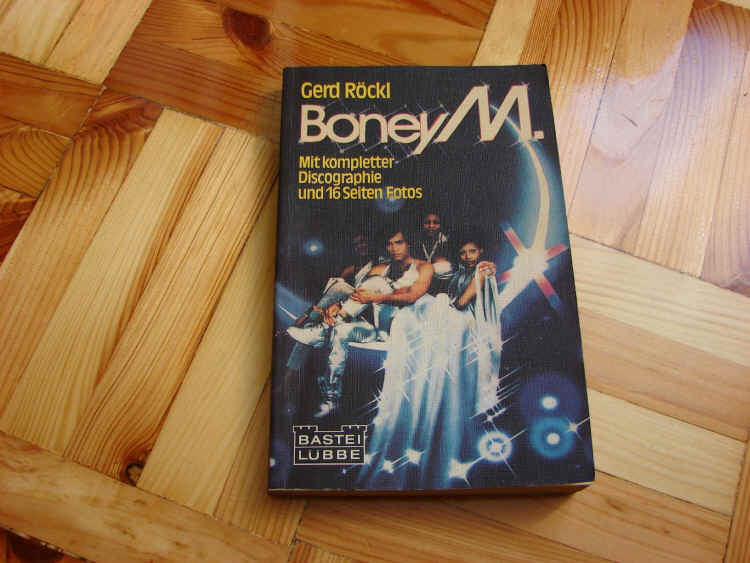 Gerd Röckl
Boney M.
Mit kompletter
Discographie
und 16 Seiten Fotos
BASTEI
LÜBBE